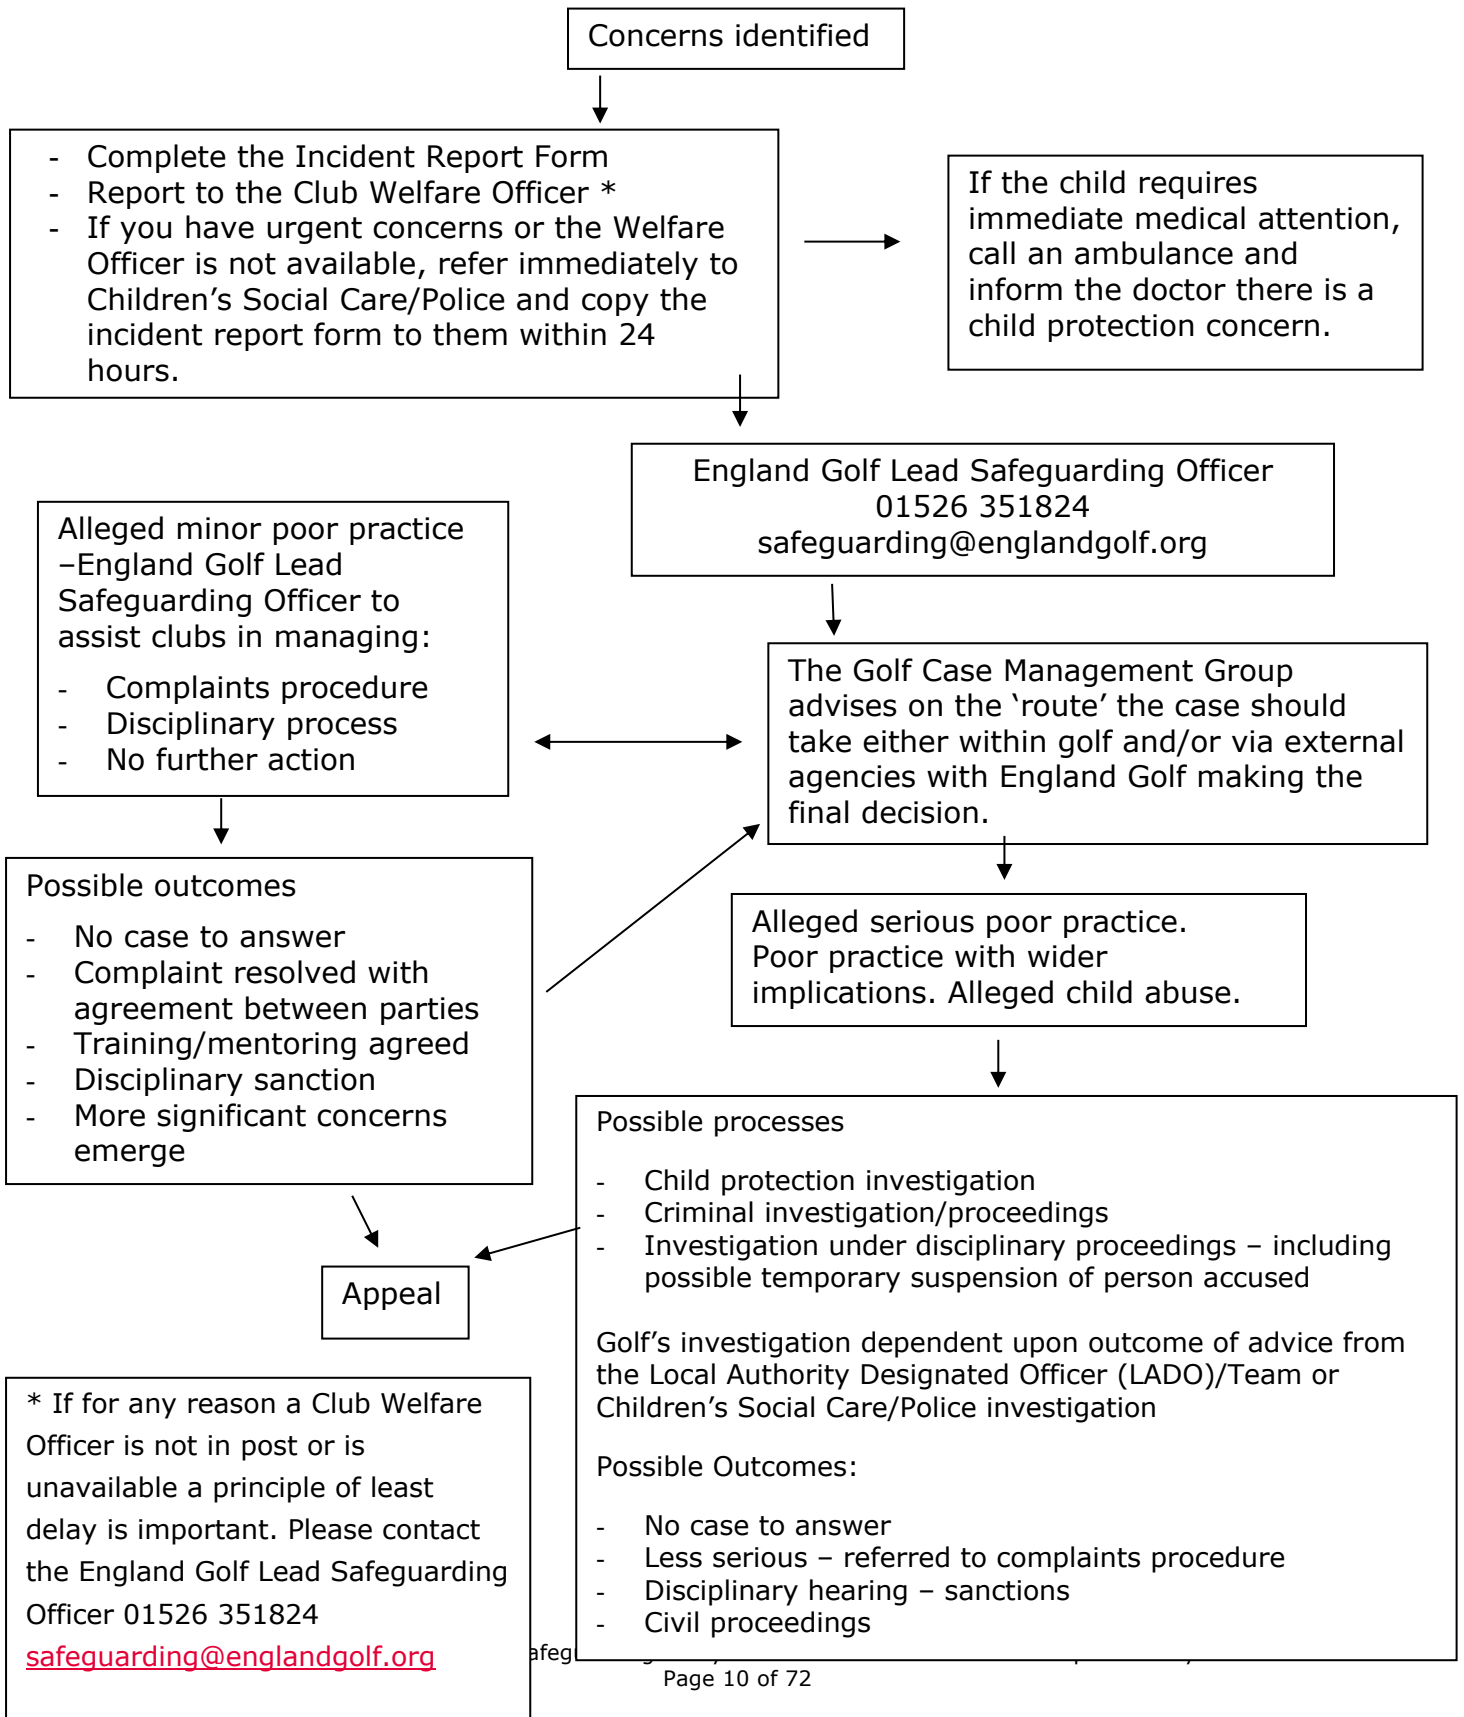 Concerns identified
- Complete the Incident Report Form
- Report to the Club Welfare Officer *
- If you have urgent concerns or the Welfare
Officer is not available, refer immediately to
Children’s Social Care/Police and copy the
incident report form to them within 24
hours.
If the child requires
immediate medical attention,
call an ambulance and
inform the doctor there is a
child protection concern.
England Golf Lead Safeguarding Officer
01526 351824
safeguarding@englandgolf.org
Alleged minor poor practice
–England Golf Lead
Safeguarding Officer to
assist clubs in managing:
- Complaints procedure
- Disciplinary process
- No further action
The Golf Case Management Group
advises on the ‘route’ the case should
take either within golf and/or via external
agencies with England Golf making the
final decision.
Possible outcomes
- No case to answer
- Complaint resolved with
agreement between parties
- Training/mentoring agreed
- Disciplinary sanction
- More significant concerns
emerge
Alleged serious poor practice.
Poor practice with wider
implications. Alleged child abuse.
Possible processes
- Child protection investigation
- Criminal investigation/proceedings
- Investigation under disciplinary proceedings – including
possible temporary suspension of person accused
Golf’s investigation dependent upon outcome of advice from
the Local Authority Designated Officer (LADO)/Team or
Children’s Social Care/Police investigation
Possible Outcomes:
- No case to answer
- Less serious – referred to complaints procedure
- Disciplinary hearing – sanctions
- Civil proceedings
Appeal
* If for any reason a Club Welfare
Officer is not in post or is
unavailable a principle of least
delay is important. Please contact
the England Golf Lead Safeguarding
Officer 01526 351824
safeguarding@englandgolf.org
Page 10 of 72